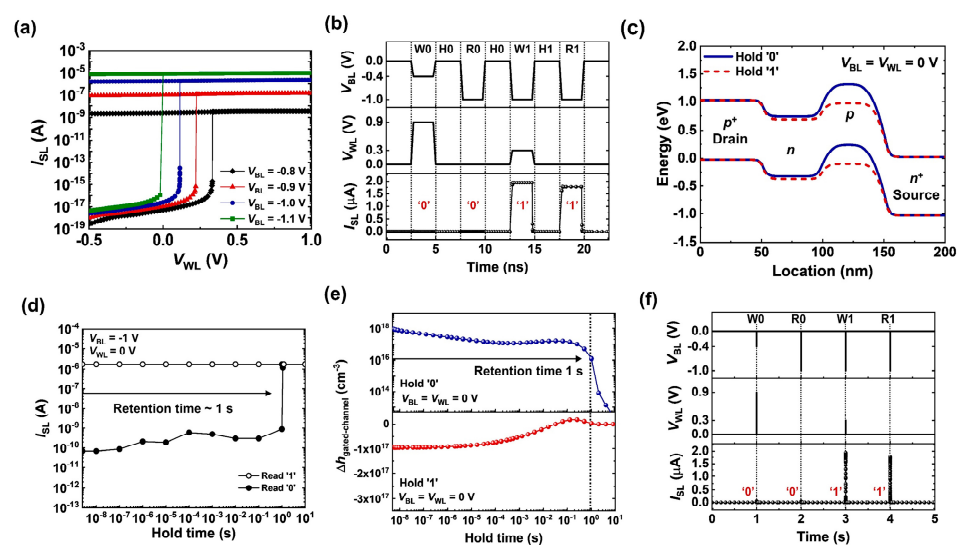 (a)
10⁻³
10⁻⁵
10⁻⁷
10⁻⁹
10⁻¹¹
10⁻¹³
10⁻¹⁵
10⁻¹⁷
10⁻¹⁹
I_SL (A)
V_BL = -0.8 V
V_BL = -0.9 V
V_BL = -1.0 V
V_BL = -1.1 V
-0.5 0.0 0.5 1.0
V_WL (V)
(b)
W0 H0 R0 H0 W1 H1 R1
0.0
-0.4
-1.0
V_BL (V)
0.9
0.3
0.0
V_WL (V)
2.0
1.5
1.0
0.5
0.0
I_SL (μA)
‘0’ ‘0’ ‘1’ ‘1’
0 5 10 15 20
Time (ns)
(c)
2.0
1.5
1.0
0.5
0.0
-1.0
-1.5
Energy (eV)
Hold '0'
Hold '1'
V_BL = V_WL = 0 V
p⁺
Drain
n
p
n⁺
Source
0 50 100 150 200
Location (nm)
(d)
10⁻⁴
10⁻⁵
10⁻⁶
10⁻⁷
10⁻⁸
10⁻⁹
10⁻¹⁰
10⁻¹¹
10⁻¹²
10⁻¹³
I_SL (A)
V_BL = -1 V
V_WL = 0 V
Retention time ~ 1 s
Read '1'
Read '0'
10⁻⁸ 10⁻⁷ 10⁻⁶ 10⁻⁵ 10⁻⁴ 10⁻³ 10⁻² 10⁻¹ 10⁰ 10¹
Hold time (s)
(e)
10¹⁸
10¹⁶
10¹⁴
0
-1x10¹⁷
-3x10¹⁷
Δh_gated-channel (cm⁻³)
Retention time 1 s
Hold '0'
V_BL = V_WL = 0 V
Hold '1'
V_BL = V_WL = 0 V
10⁻⁸ 10⁻⁷ 10⁻⁶ 10⁻⁵ 10⁻⁴ 10⁻³ 10⁻² 10⁻¹ 10⁰ 10¹
Hold time (s)
(f)
W0 R0 W1 R1
0.0
-0.4
-1.0
V_BL (V)
0.9
0.3
0.0
V_WL (V)
2.0
1.5
1.0
0.5
0.0
I_SL (μA)
‘0’ ‘0’ ‘1’ ‘1’
0 1 2 3 4 5
Time (s)